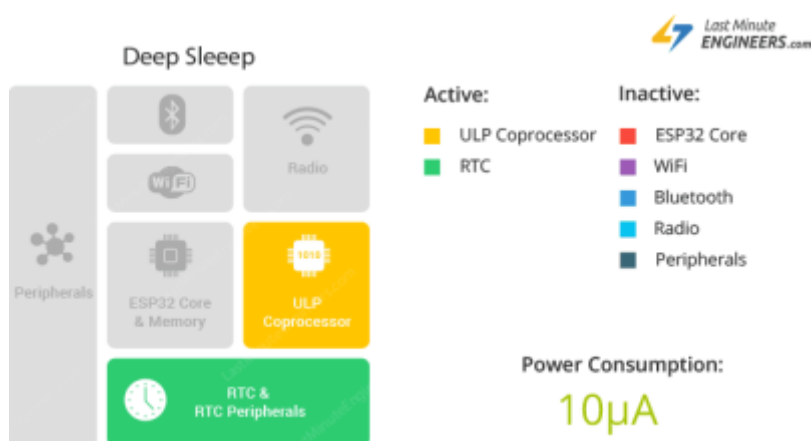 Last Minute
ENGINEERS.com
Deep Sleeep
Active:
ULP Coprocessor
RTC
Inactive:
ESP32 Core
WiFi
Bluetooth
Radio
Peripherals
Peripherals
WiFi
Radio
ESP32 Core
& Memory
1010
ULP
Coprocessor
RTC &
RTC Peripherals
Power Consumption:
10µA